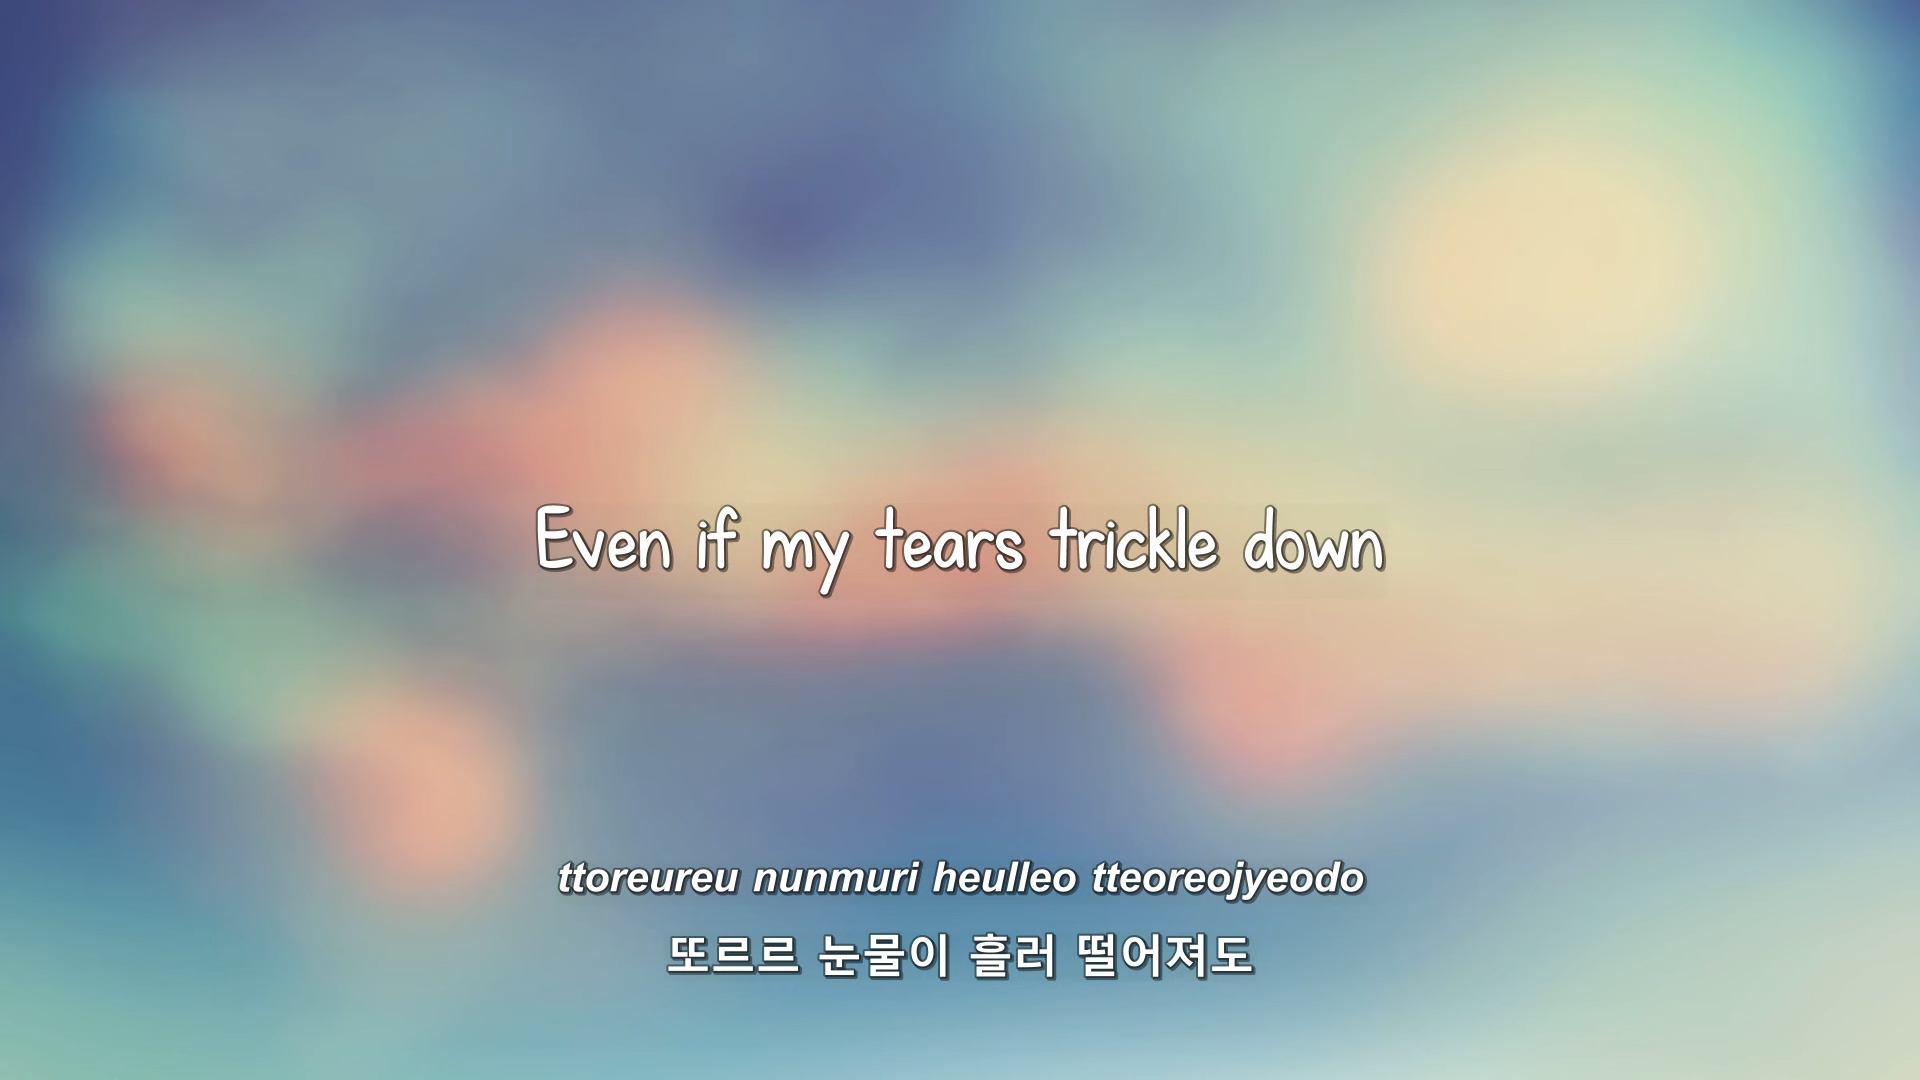 Even if my tears trickle down
ttoreureu nunmuri heulleo tteoreojyeodo
또르르 눈물이 흘러 떨어져도